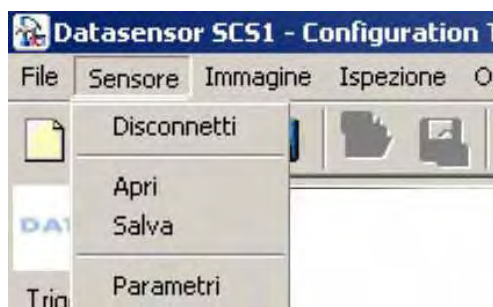 Datasensor SCS1 - Configuration
File Sensore Immagine Ispezione
Disconnetti
Apri
Salva
Parametri